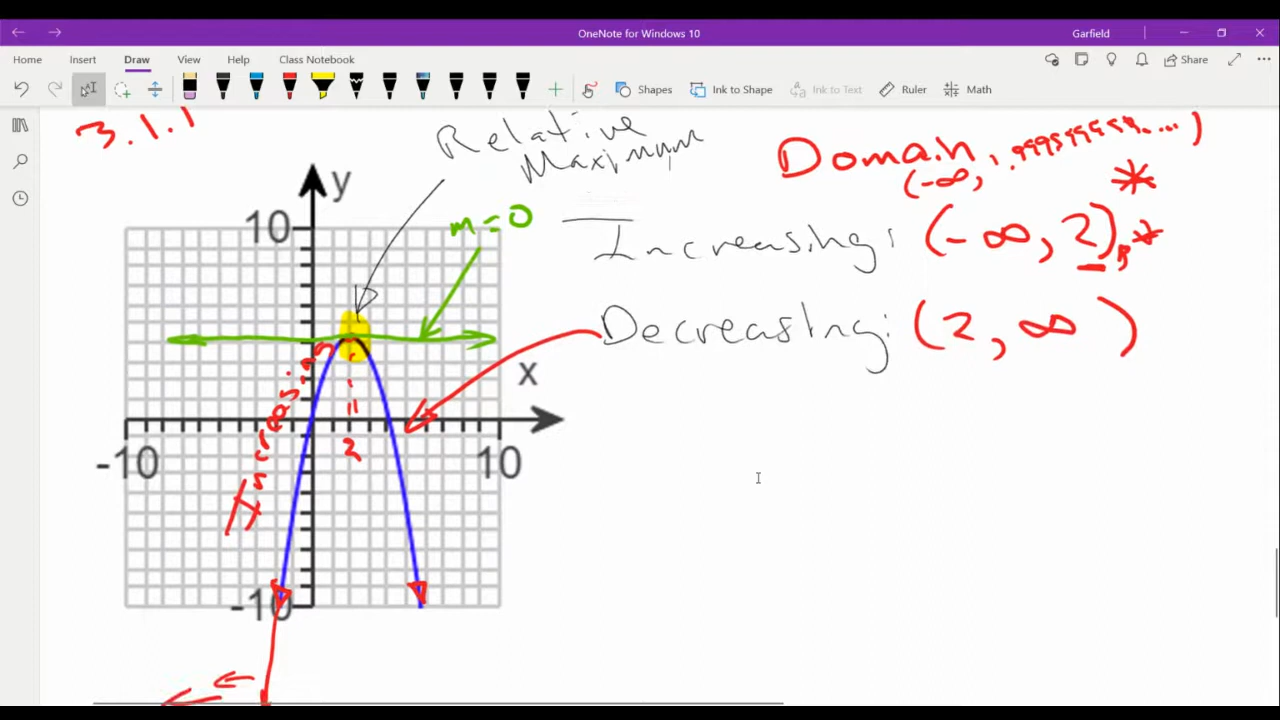 OneNote for Windows 10
Garfield
Home Insert Draw View Help Class Notebook
Share
Shapes Ink to Shape Ink to Text Ruler Math
3.1.1
Relative
Maximum
Domain
(-∞,
y
10
m=0
Increasing: (-∞, 2)
Decreasing: (2, ∞)
x
-10
10
2
Increasing
-10